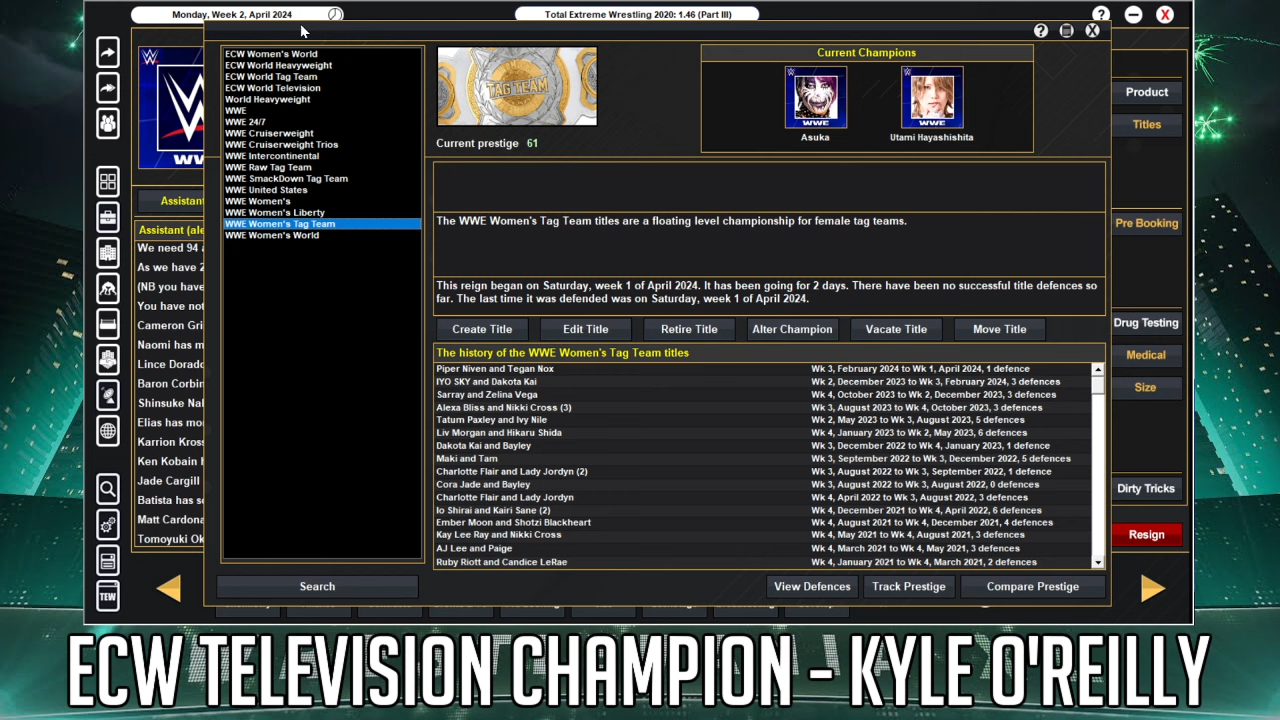 Monday, Week 2, April 2024
Total Extreme Wrestling 2020: 1.46 (Part III)
ECW Women's World
ECW World Heavyweight
ECW World Tag Team
ECW World Television
World Heavyweight
WWE
WWE 24/7
WWE Cruiserweight
WWE Cruiserweight Trios
WWE Intercontinental
WWE Raw Tag Team
WWE SmackDown Tag Team
WWE United States
WWE Women's
WWE Women's Liberty
WWE Women's Tag Team
WWE Women's World
Search
TAG TEAM
Current prestige 61
Current Champions
WWE
WWE
Asuka
Utami Hayashishita
The WWE Women's Tag Team titles are a floating level championship for female tag teams.
This reign began on Saturday, week 1 of April 2024. It has been going for 2 days. There have been no successful title defences so
far. The last time it was defended was on Saturday, week 1 of April 2024.
Create Title
Edit Title
Retire Title
Alter Champion
Vacate Title
Move Title
The history of the WWE Women's Tag Team titles
Piper Niven and Tegan Nox Wk 3, February 2024 to Wk 1, April 2024, 1 defence
IYO SKY and Dakota Kai Wk 2, December 2023 to Wk 3, February 2024, 3 defences
Sarray and Zelina Vega Wk 4, October 2023 to Wk 2, December 2023, 3 defences
Alexa Bliss and Nikki Cross (3) Wk 3, August 2023 to Wk 4, October 2023, 3 defences
Tatum Paxley and Ivy Nile Wk 2, May 2023 to Wk 3, August 2023, 5 defences
Liv Morgan and Hikaru Shida Wk 4, January 2023 to Wk 2, May 2023, 6 defences
Dakota Kai and Bayley Wk 3, December 2022 to Wk 4, January 2023, 1 defence
Maki and Tam Wk 3, September 2022 to Wk 3, December 2022, 5 defences
Charlotte Flair and Lady Jordyn (2) Wk 3, August 2022 to Wk 3, September 2022, 1 defence
Cora Jade and Bayley Wk 3, August 2022 to Wk 3, August 2022, 0 defences
Charlotte Flair and Lady Jordyn Wk 4, April 2022 to Wk 3, August 2022, 3 defences
Io Shirai and Kairi Sane (2) Wk 4, December 2021 to Wk 4, April 2022, 6 defences
Ember Moon and Shotzi Blackheart Wk 4, August 2021 to Wk 4, December 2021, 4 defences
Kay Lee Ray and Nikki Cross Wk 4, May 2021 to Wk 4, August 2021, 3 defences
AJ Lee and Paige Wk 4, March 2021 to Wk 4, May 2021, 3 defences
Ruby Riott and Candice LeRae Wk 4, January 2021 to Wk 4, March 2021, 2 defences
View Defences
Track Prestige
Compare Prestige
Assistant
Assistant (ale
We need 94
As we have 2
(NB you have
You have not
Cameron Gri
Naomi has m
Lince Dorado
Baron Corbin
Shinsuke Nal
Elias has mo
Karrion Kross
Ken Kobain
Jade Cargill
Batista has s
Matt Cardona
Tomoyuki Ok
TEW
Product
Titles
Pre Booking
Drug Testing
Medical
Size
Dirty Tricks
Resign
ECW TELEVISION CHAMPION - KYLE O'REILLY